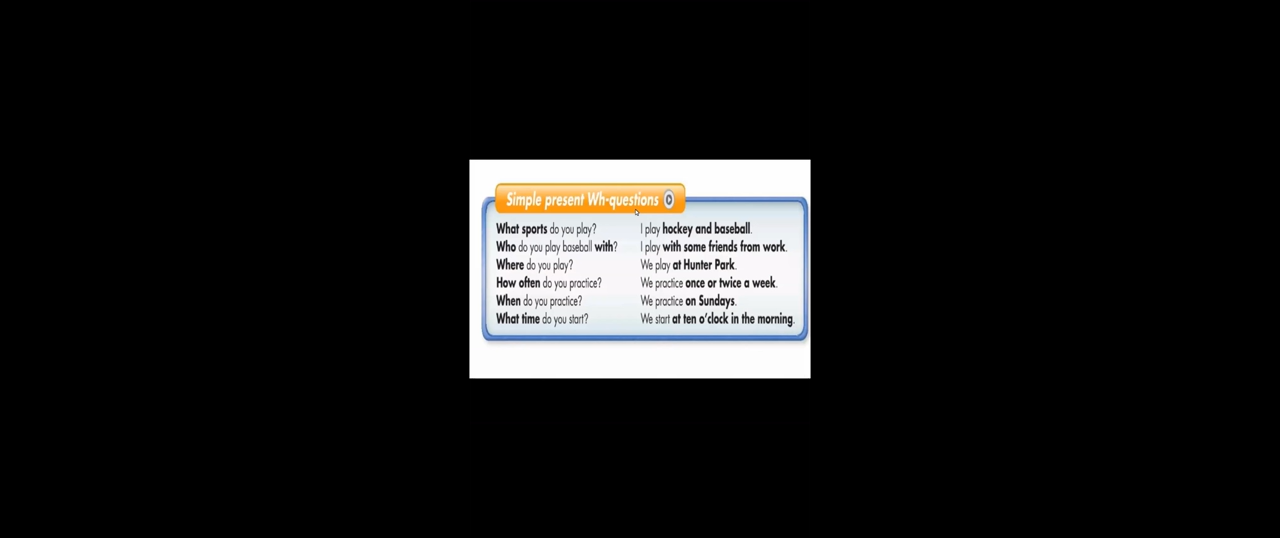 Simple present Wh-questions
What sports do you play? I play hockey and baseball.
Who do you play baseball with? I play with some friends from work.
Where do you play? We play at Hunter Park.
How often do you practice? We practice once or twice a week.
When do you practice? We practice on Sundays.
What time do you start? We start at ten o'clock in the morning.